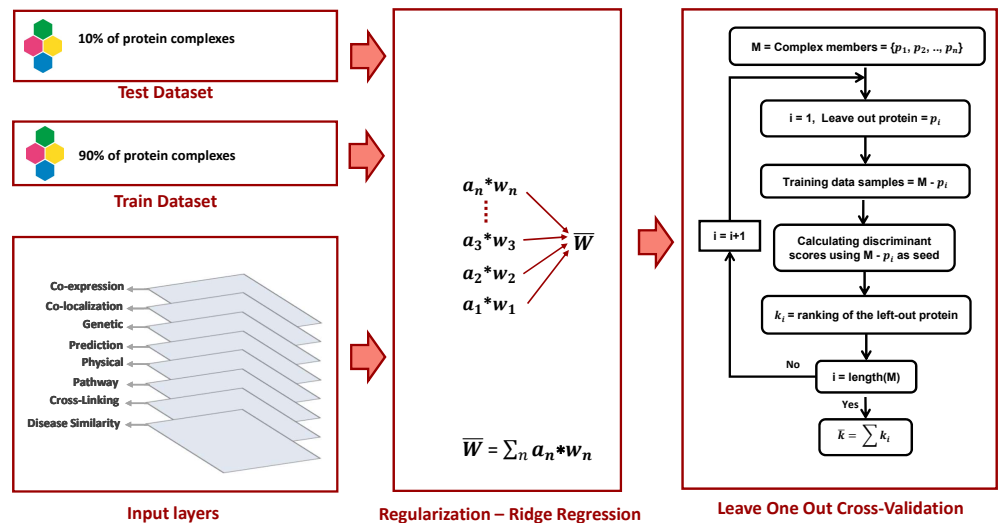 10% of protein complexes
Test Dataset
90% of protein complexes
Train Dataset
Co-expression
Co-localization
Genetic
Prediction
Physical
Pathway
Cross-Linking
Disease Similarity
Input layers
aₙ*wₙ
a₃*w₃
a₂*w₂
a₁*w₁
W̅
W̅ = ∑ₙ aₙ*wₙ
Regularization – Ridge Regression
M = Complex members = {p₁, p₂, .., pₙ}
i = 1, Leave out protein = pᵢ
Training data samples = M - pᵢ
i = i+1
Calculating discriminant
scores using M - pᵢ as seed
kᵢ = ranking of the left-out protein
No
i = length(M)
Yes
k̅ = ∑ kᵢ
Leave One Out Cross-Validation